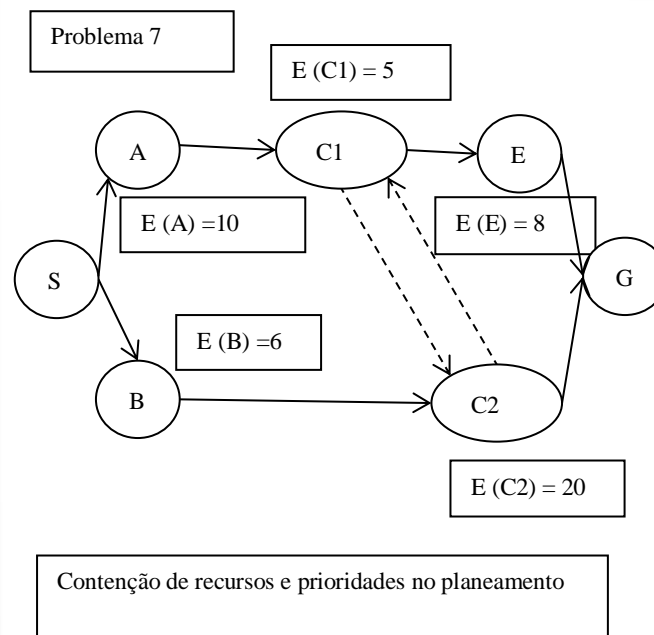 Problema 7
E (C1) = 5
A
C1
E
E (A) =10
E (E) = 8
S
G
E (B) =6
B
C2
E (C2) = 20
Contenção de recursos e prioridades no planeamento